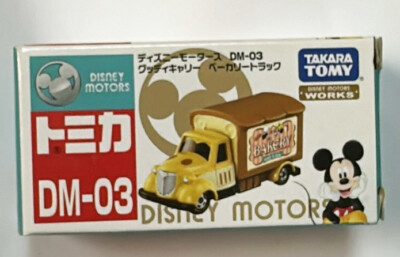 DISNEY
MOTORS
ディズニーモータース DM-03
グッディキャリー ベーカリートラック
TAKARA
TOMY
DISNEY MOTORS
WORKS
トミカ
DM-03
BAKERY
DISNEY MOTORS